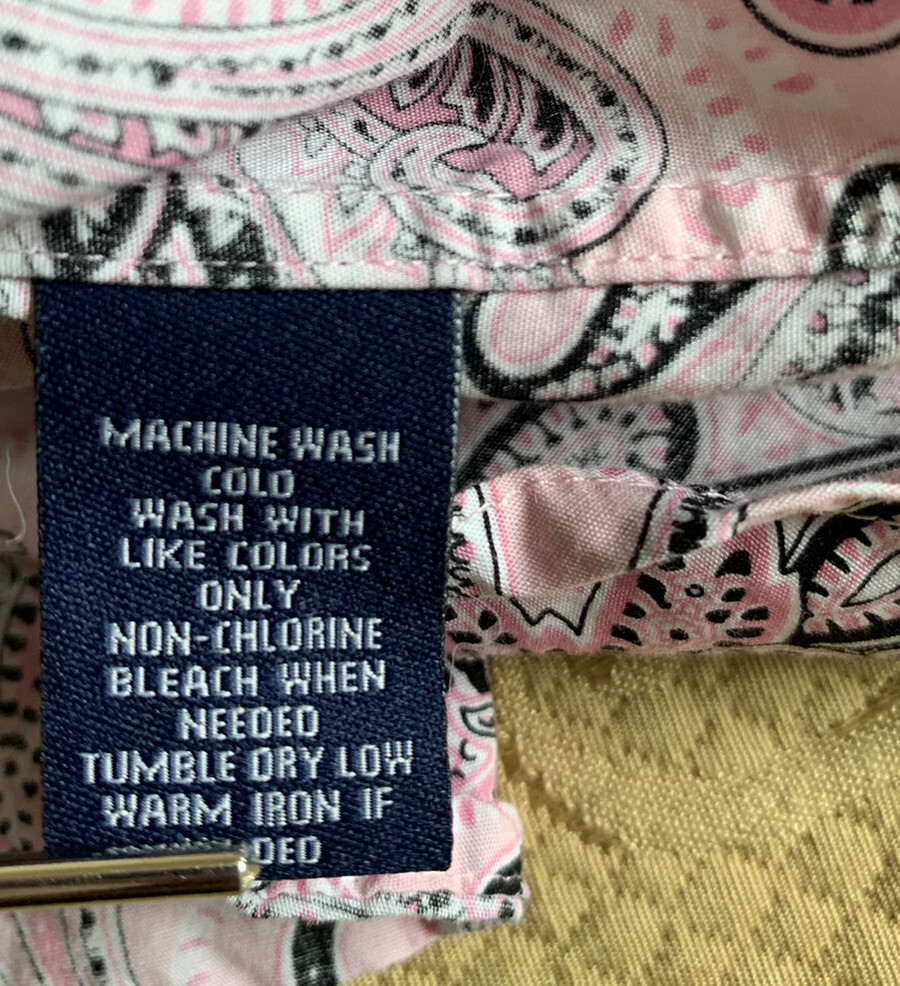 MACHINE WASH
COLD
WASH WITH
LIKE COLORS
ONLY
NON-CHLORINE
BLEACH WHEN
NEEDED
TUMBLE DRY LOW
WARM IRON IF